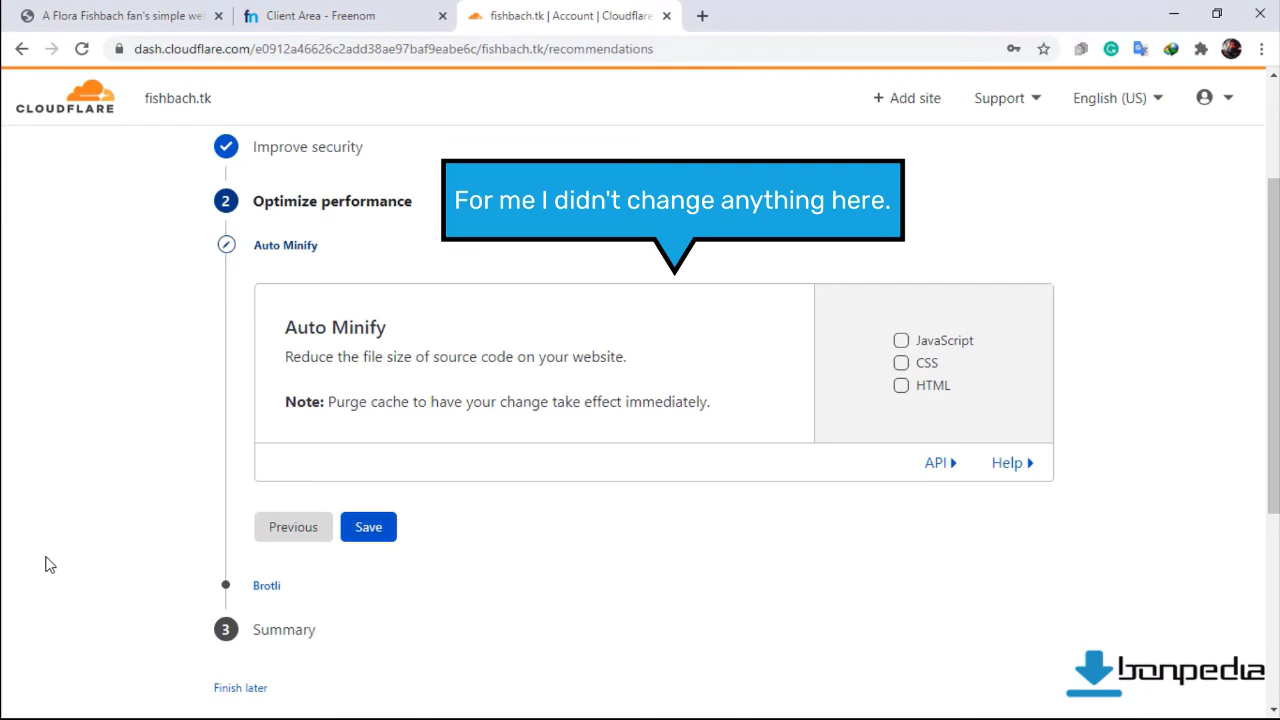 A Flora Fishbach fan's simple we
Client Area - Freenom
fishbach.tk | Account | Cloudflare
dash.cloudflare.com/e0912a46626c2add38ae97baf9eabe6c/fishbach.tk/recommendations
CLOUDFLARE
fishbach.tk
+ Add site
Support
English (US)
Improve security
2 Optimize performance
For me I didn't change anything here.
Auto Minify
Auto Minify
Reduce the file size of source code on your website.
Note: Purge cache to have your change take effect immediately.
JavaScript
CSS
HTML
API
Help
Previous
Save
Brotli
3 Summary
Finish later
bonpedia